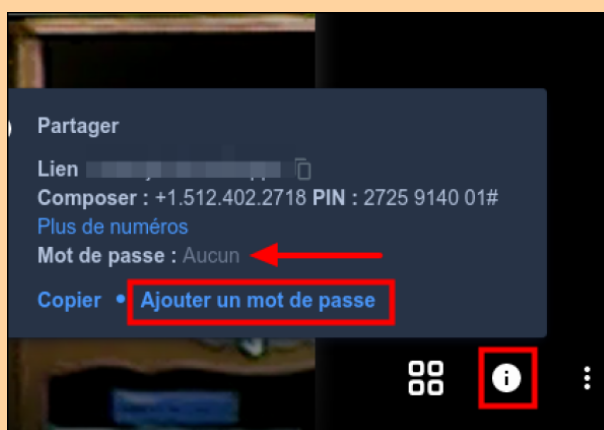 Partager
Lien
Composer : +1.512.402.2718 PIN : 2725 9140 01#
Plus de numéros
Mot de passe : Aucun
Copier • Ajouter un mot de passe